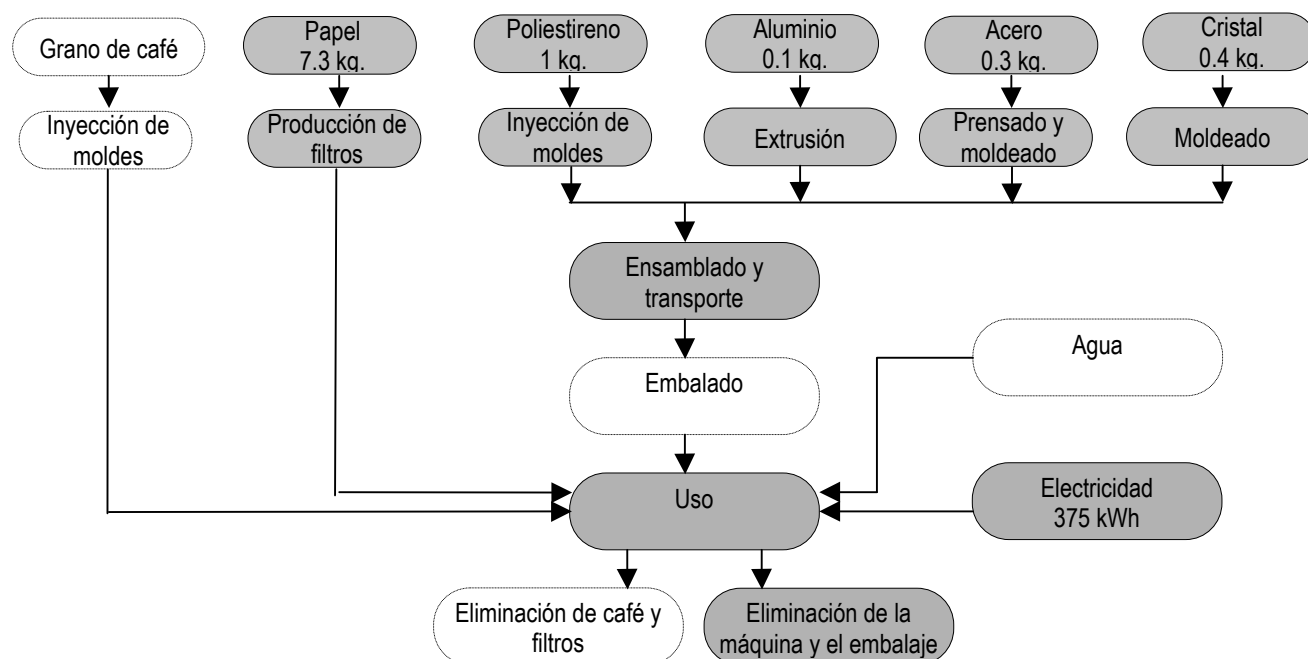 Grano de café
Papel
7.3 kg.
Poliestireno
1 kg.
Aluminio
0.1 kg.
Acero
0.3 kg.
Cristal
0.4 kg.
Inyección de
moldes
Producción de
filtros
Inyección de
moldes
Extrusión
Prensado y
moldeado
Moldeado
Ensamblado y
transporte
Agua
Embalado
Uso
Electricidad
375 kWh
Eliminación de café y
filtros
Eliminación de la
máquina y el embalaje